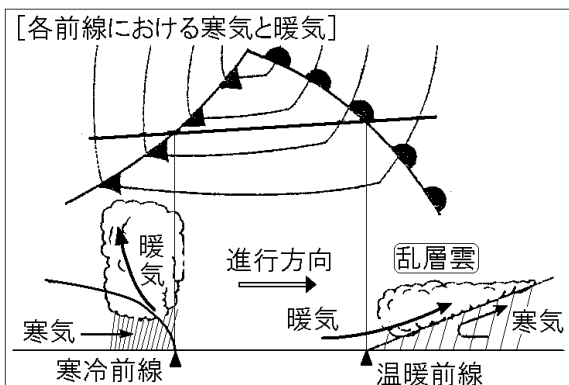 [各前線における寒気と暖気]
暖気
進行方向
乱層雲
寒気
暖気
寒気
寒冷前線
温暖前線